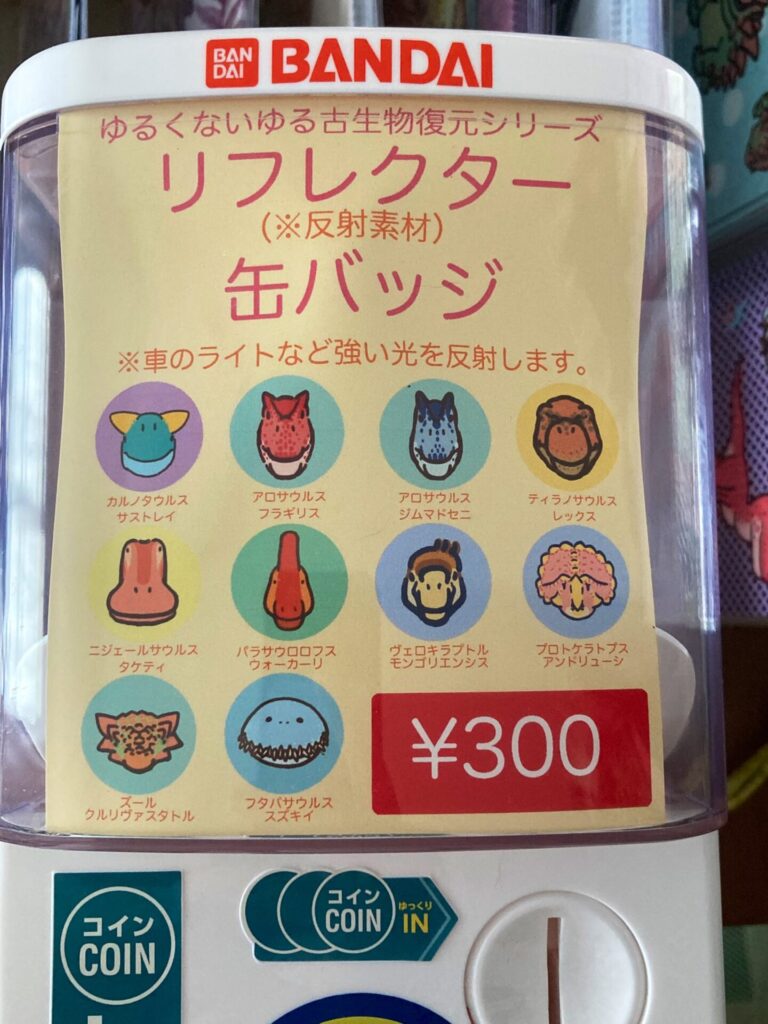 BAN
DAI
BANDAI
ゆるくないゆる古生物復元シリーズ
リフレクター
(※反射素材)
缶バッジ
※車のライトなど強い光を反射します。
カルノタウルス
サストレイ
アロサウルス
フラギリス
アロサウルス
ジムマドセニ
ティラノサウルス
レックス
ニジェールサウルス
タケティ
パラサウロロフス
ウォーカーリ
ヴェロキラプトル
モンゴリエンシス
プロトケラトプス
アンドリューシ
ズール
クルリヴァスタトル
フタバサウルス
スズキイ
¥300
コイン
COIN
コイン
COIN
ゆっくり
IN